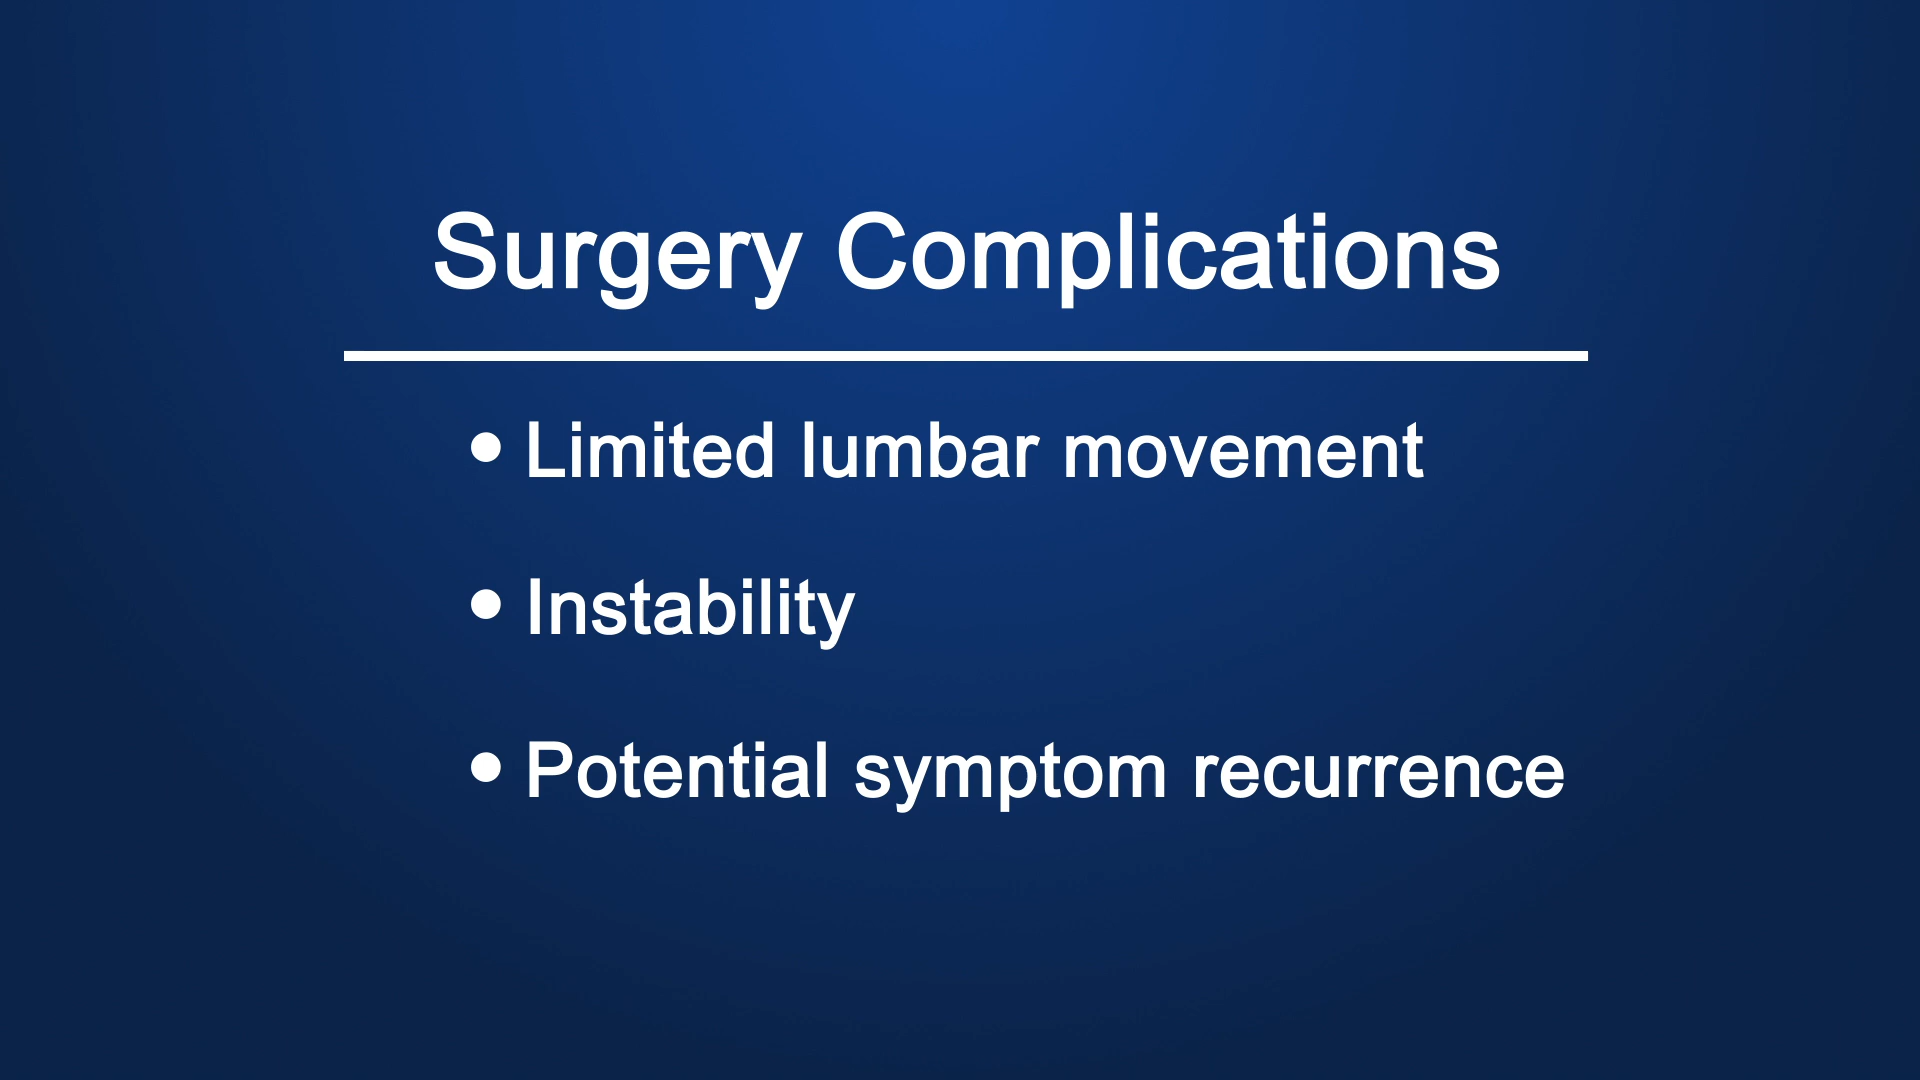 Surgery Complications
• Limited lumbar movement
• Instability
• Potential symptom recurrence